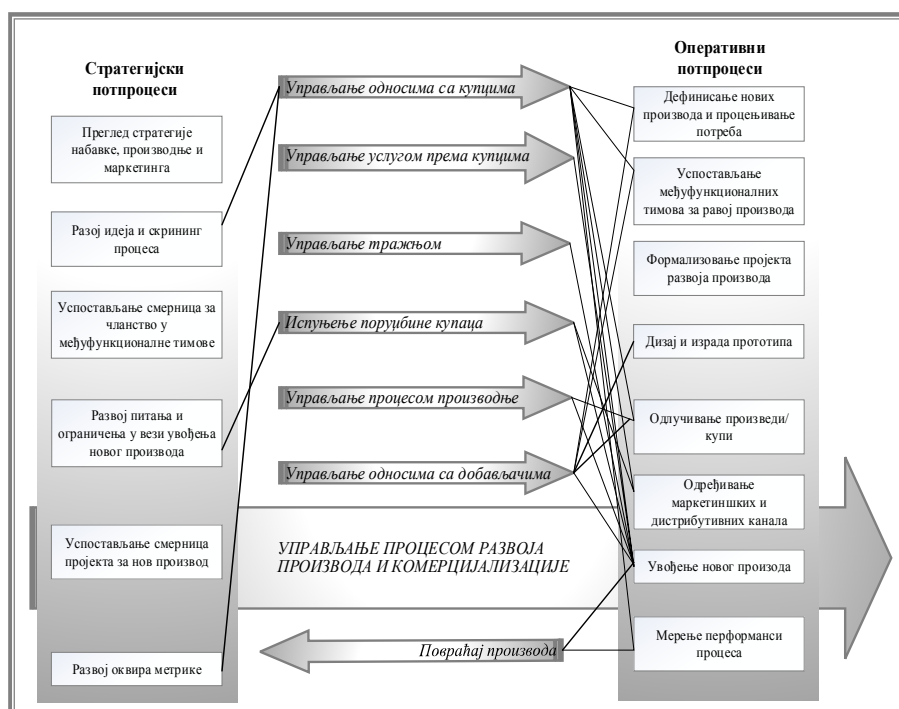 Стратегијски
потпроцеси
Преглед стратегије
набавке, производње и
маркетинга
Разој идеја и скрининг
процеса
Успостављање смерница за
чланство у
међуфункционалне тимове
Развој питања и
ограничења у вези увођења
новог производа
Успостављање смерница
пројекта за нов производ
Развој оквира метрике
Управљање односима са купцима
Управљање услугом према купцима
Управљање тражњом
Испуњење поруџбине купаца
Управљање процесом производње
Управљање односима са добављачима
УПРАВЉАЊЕ ПРОЦЕСОМ РАЗВОЈА
ПРОИЗВОДА И КОМЕРЦИЈАЛИЗАЦИЈЕ
Повраћај производа
Оперативни
потпроцеси
Дефинисање нових
производа и процењивање
потреба
Успостављање
међуфункционалних
тимова за равој производа
Формализовање пројекта
развоја производа
Дизај и израда прототипа
Одлучивање произведи/
купи
Одређивање
маркетиншких и
дистрибутивних канала
Увођење новог произода
Мерење перформанси
процеса